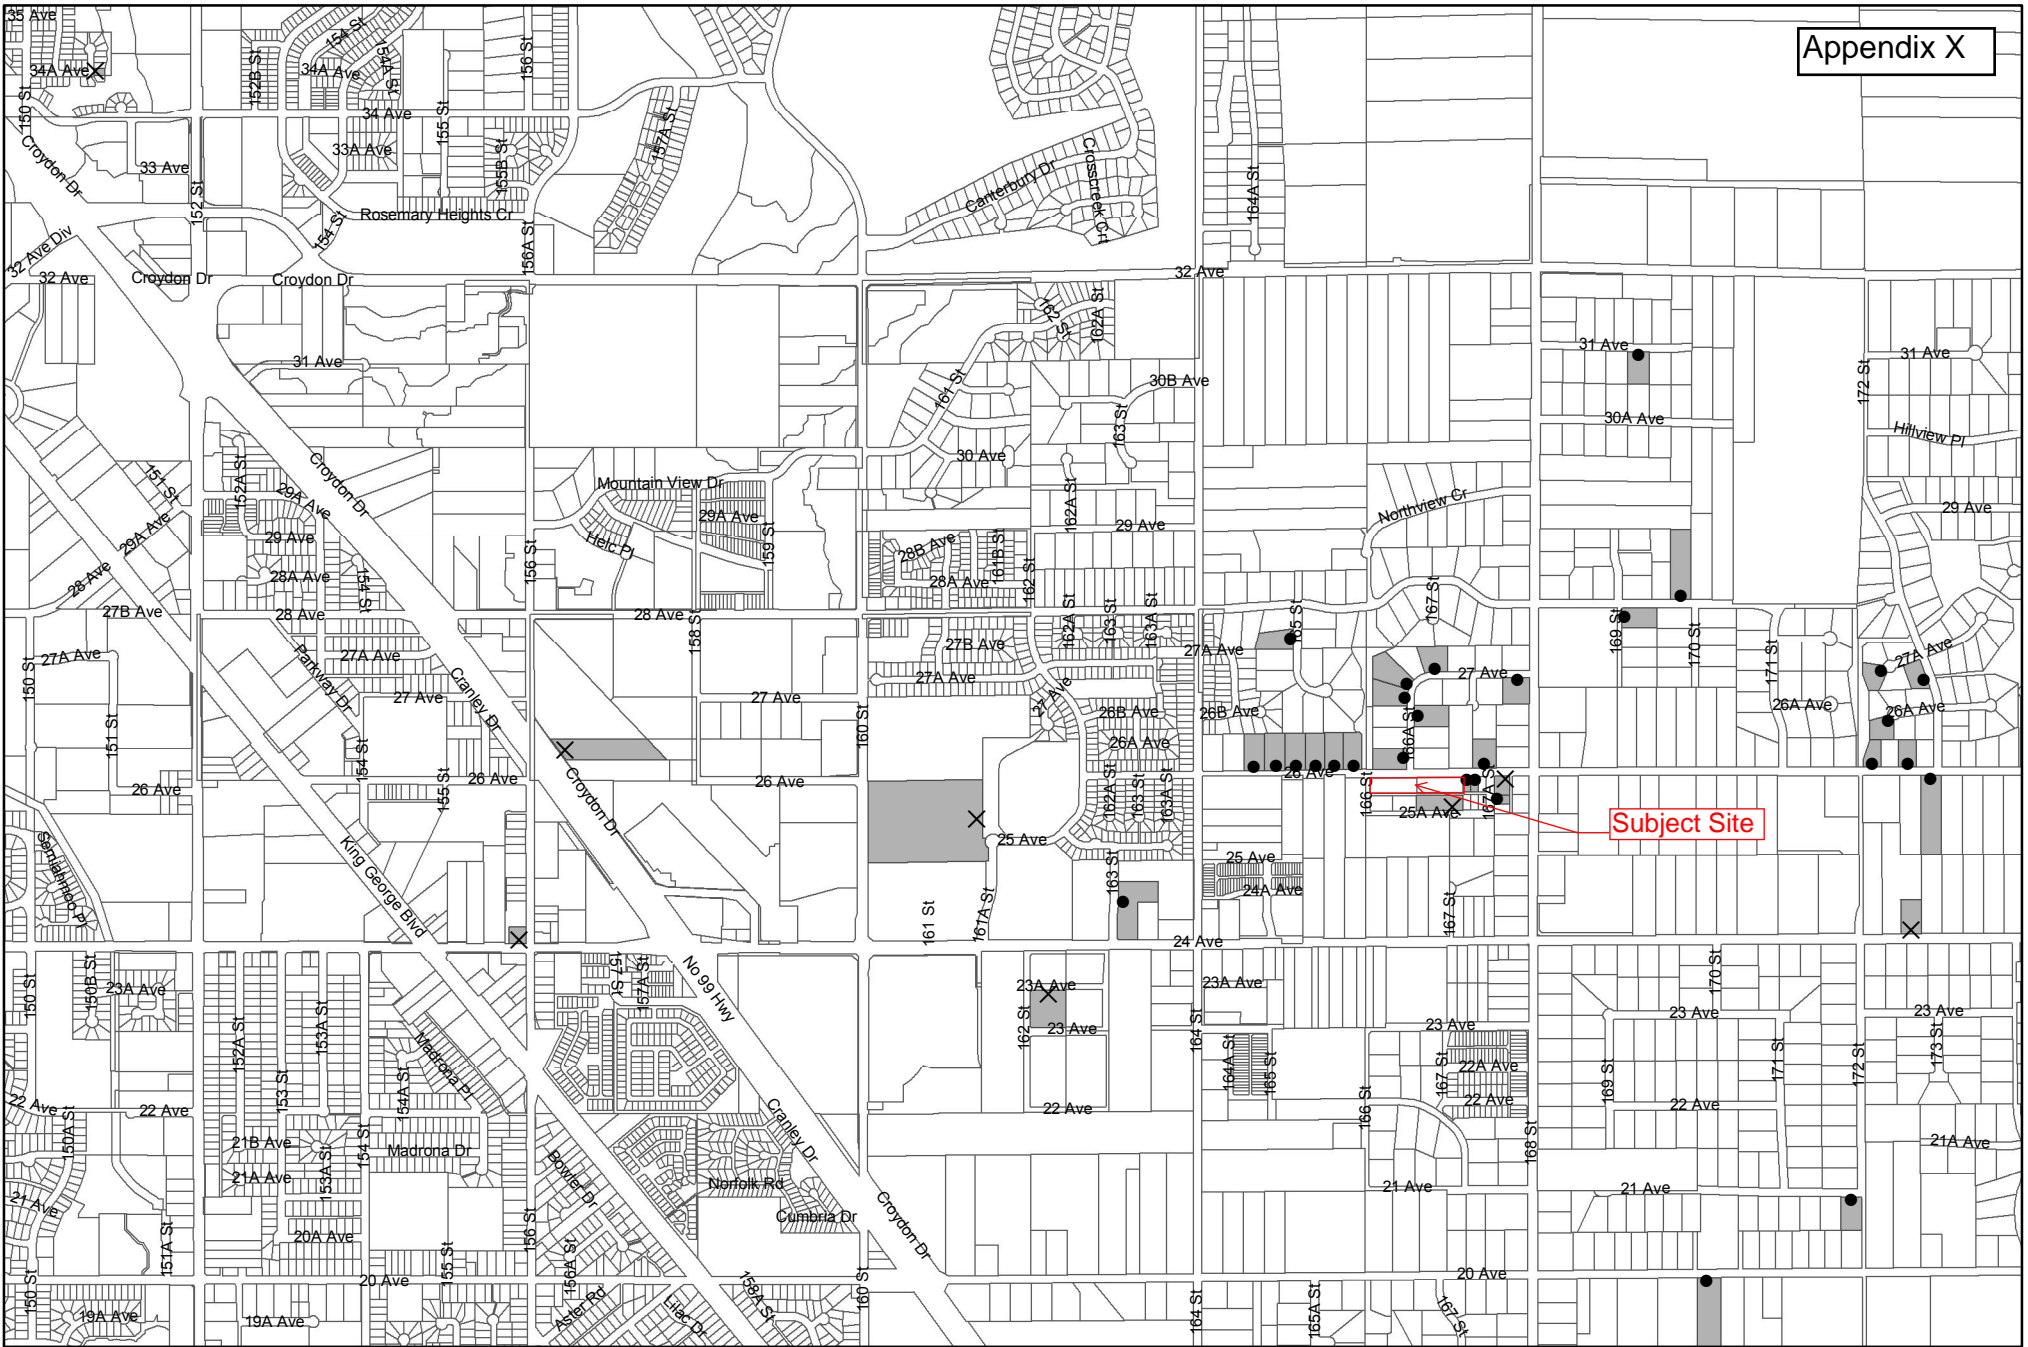 35 Ave
154 St
156 St
Appendix X
152B St
154A St
34A Ave
34A Ave
150 St
34 Ave
155 St
157A St
Croydon Dr
33A Ave
155B St
33 Ave
Canterbury Dr
Crosscreek Crt
164A St
152 St
Rosemary Heights Cr
154 St
156A St
32 Ave Div
32 Ave
Croydon Dr
Croydon Dr
32 Ave
162 St
162A St
31 Ave
31 Ave
31 Ave
161 St
30B Ave
172 St
163 St
30A Ave
Hillview Pl
30 Ave
Croydon Dr
151 St
152A St
29A Ave
Mountain View Dr
162A St
Northview Cr
29A Ave
29A Ave
159 St
29 Ave
29 Ave
29 Ave
156 St
Helc Pl
28B Ave
161B St
28 Ave
28A Ave
154 St
28A Ave
162 St
167 St
27B Ave
28 Ave
28 Ave
158 St
162A St
163 St
163A St
165 St
169 St
170 St
171 St
27A Ave
27A Ave
Parkway Dr
27B Ave
27A Ave
27A Ave
27A Ave
150 St
27 Ave
Cranley Dr
27 Ave
27 Ave
27 Ave
151 St
160 St
26B Ave
26B Ave
166A St
26A Ave
26A Ave
154 St
26A Ave
26 Ave
155 St
26 Ave
Croydon Dr
26 Ave
26 Ave
162A St
163 St
163A St
166 St
167A St
25A Ave
Subject Site
Semiahmoo Pl
King George Blvd
25 Ave
25 Ave
163 St
24A Ave
161 St
161A St
167 St
24 Ave
150 St
150B St
23A Ave
157 St
157A St
No 99 Hwy
23A Ave
23A Ave
170 St
152A St
153A St
162 St
23 Ave
164 St
23 Ave
23 Ave
23 Ave
Madrona Pl
153 St
154A St
164A St
165 St
167 St
22A Ave
169 St
171 St
172 St
173 St
22 Ave
150A St
22 Ave
22 Ave
166 St
22 Ave
22 Ave
Cranley Dr
21B Ave
153A St
154 St
Madrona Dr
168 St
21A Ave
21A Ave
Bowler Dr
Norfolk Rd
21 Ave
21 Ave
21 Ave
Croydon Dr
151A St
20A Ave
156 St
Cumbria Dr
156A St
155 St
20 Ave
158A St
160 St
20 Ave
150 St
19A Ave
19A Ave
Aster Rd
Lilac Dr
164 St
165A St
167 St